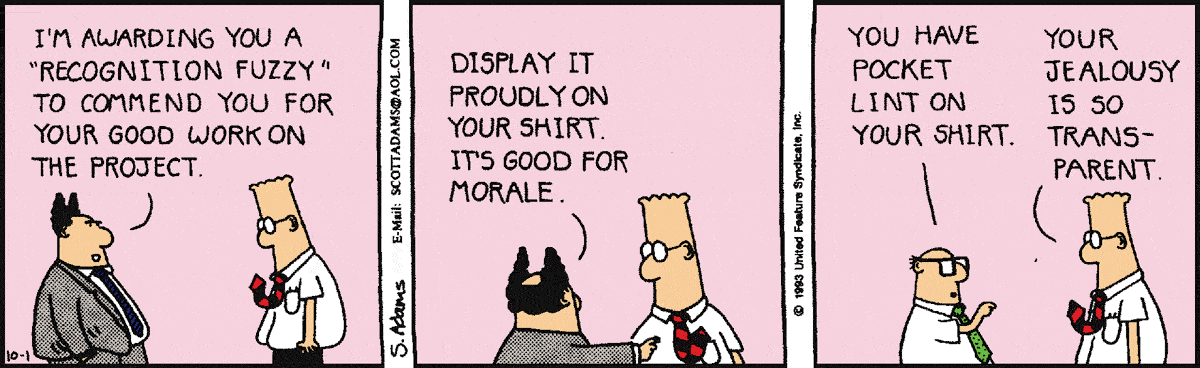 I'M AWARDING YOU A
"RECOGNITION FUZZY"
TO COMMEND YOU FOR
YOUR GOOD WORK ON
THE PROJECT.
10-1
S. Adams
E-Mail: SCOTTADAMS@AOL.COM
DISPLAY IT
PROUDLY ON
YOUR SHIRT.
IT'S GOOD FOR
MORALE.
© 1993 United Feature Syndicate, Inc.
YOU HAVE
POCKET
LINT ON
YOUR SHIRT.
YOUR
JEALOUSY
IS SO
TRANS-
PARENT.